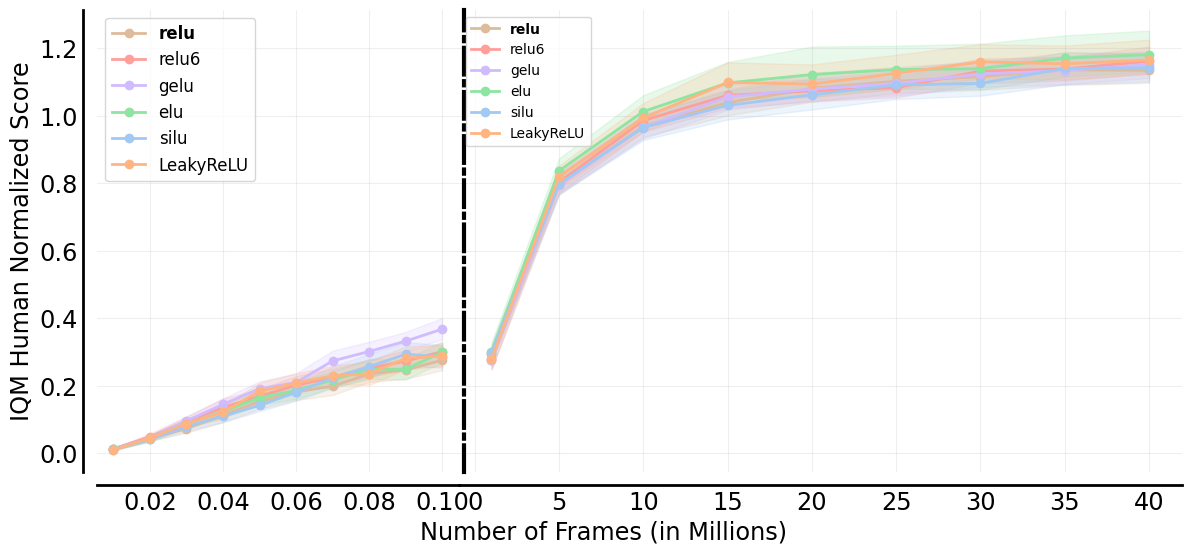 IQM Human Normalized Score
1.2
1.0
0.8
0.6
0.4
0.2
0.0
relu
relu6
gelu
elu
silu
LeakyReLU
relu
relu6
gelu
elu
silu
LeakyReLU
0.02 0.04 0.06 0.08 0.10 0 5 10 15 20 25 30 35 40
Number of Frames (in Millions)